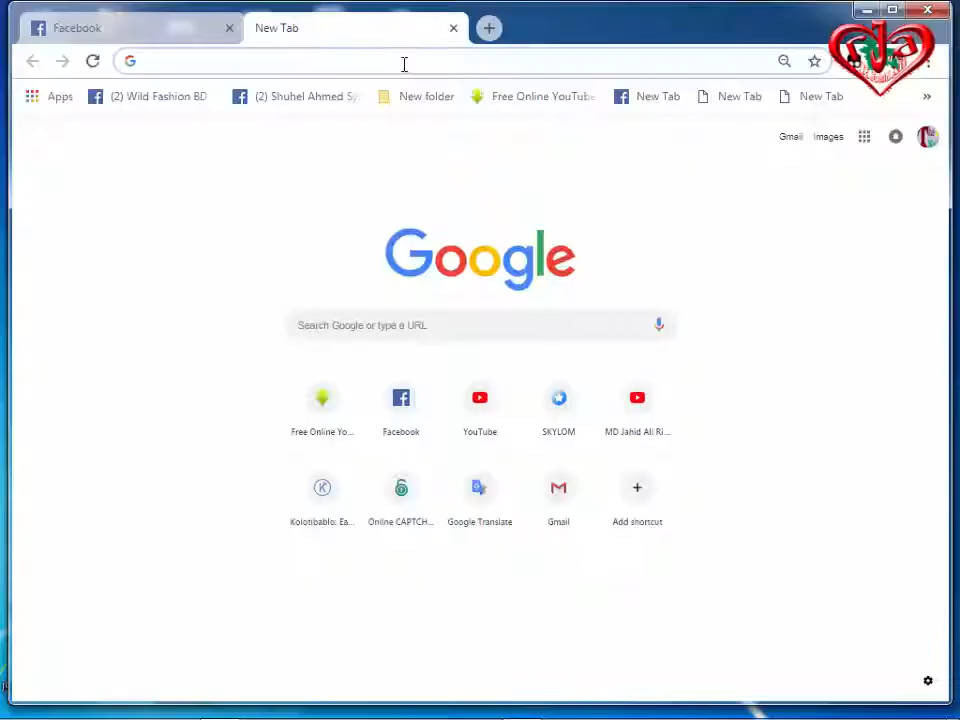 Facebook
New Tab
Apps
(2) Wild Fashion BD
(2) Shuhel Ahmed Sy
New folder
Free Online YouTube
New Tab
New Tab
New Tab
»
Gmail
Images
Google
Search Google or type e URL
Free Online Yo...
Facebook
YouTube
SKYLOM
MD Jahid Ali Ri...
Kolotibablo: Ea...
Online CAPTCH...
Google Translate
Gmail
Add shortcut